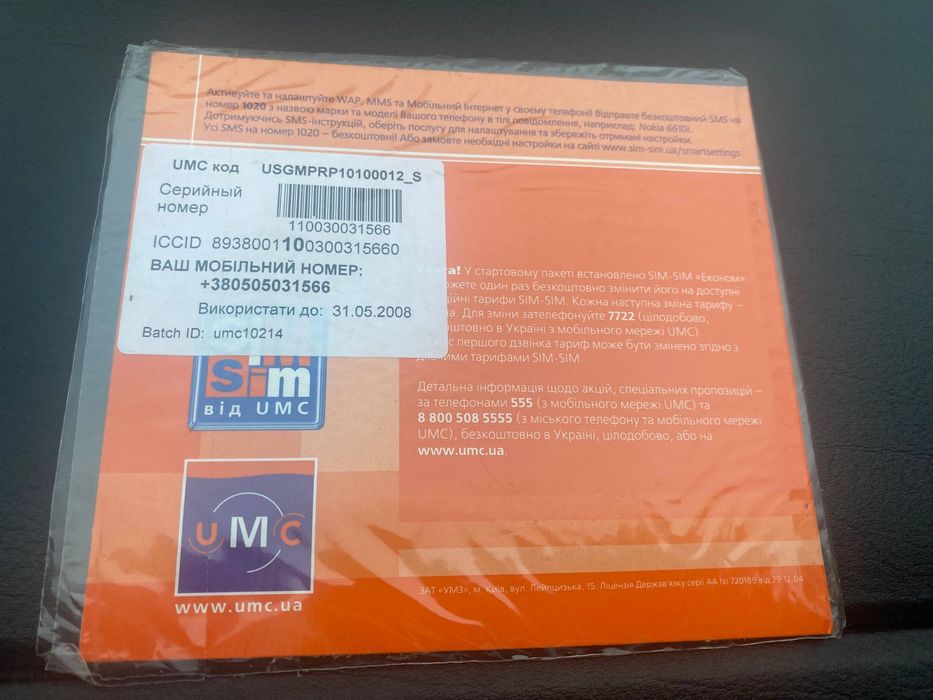 Активуйте та налаштуйте WAP, MMS та Мобільний Інтернет у своєму телефоні! Відправте безкоштовний SMS на
номер 1020 з назвою марки та моделі Вашого телефону в тілі повідомлення, наприклад: Nokia 6610i.
Дотримуючись SMS-інструкцій, оберіть послугу для налаштування та збережіть отримані настройки.
Усі SMS на номер 1020 – безкоштовні! Або замовте необхідні настройки на сайті www.sim-sim.ua/smartsettings
UMC код USGMPRP10100012_S
Серийный
номер
110030031566
ICCID 8938001100300315660
ВАШ МОБІЛЬНИЙ НОМЕР:
+380505031566
Використати до: 31.05.2008
Batch ID: umc10214
У стартовому пакеті встановлено SIM-SIM «Економ».
один раз безкоштовно змінити його на доступні
тарифи SIM-SIM. Кожна наступна зміна тарифу –
Для зміни зателефонуйте 7722 (цілодобово,
в Україні з мобільного мережі UMC).
с першого дзвінка тариф може бути змінено згідно з
тарифами SIM-SIM.
sim
від UMC
Детальна інформація щодо акцій, спеціальних пропозицій –
за телефонами 555 (з мобільного мережі UMC) та
8 800 508 5555 (з міського телефону та мобільного мережі
UMC), безкоштовно в Україні, цілодобово, або на
www.umc.ua.
UMC
www.umc.ua
ЗАТ «УМЗ», м. Київ, вул. Лейпцизька, 15. Ліцензія Держзв'язку серії АА № 720189 від 29.12.04